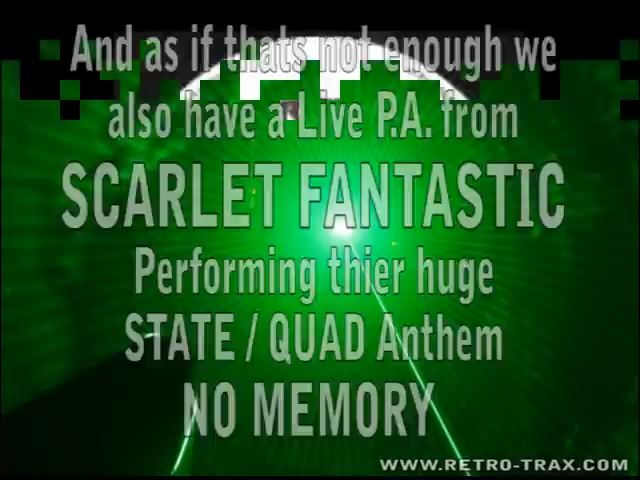 And as if thats not enough we
also have a Live P.A. from
SCARLET FANTASTIC
Performing thier huge
STATE / QUAD Anthem
NO MEMORY
WWW.RETRO-TRAX.COM